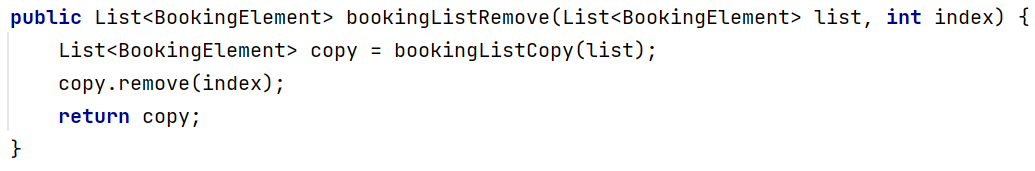 public List<BookingElement> bookingListRemove(List<BookingElement> list, int index) {
    List<BookingElement> copy = bookingListCopy(list);
    copy.remove(index);
    return copy;
}